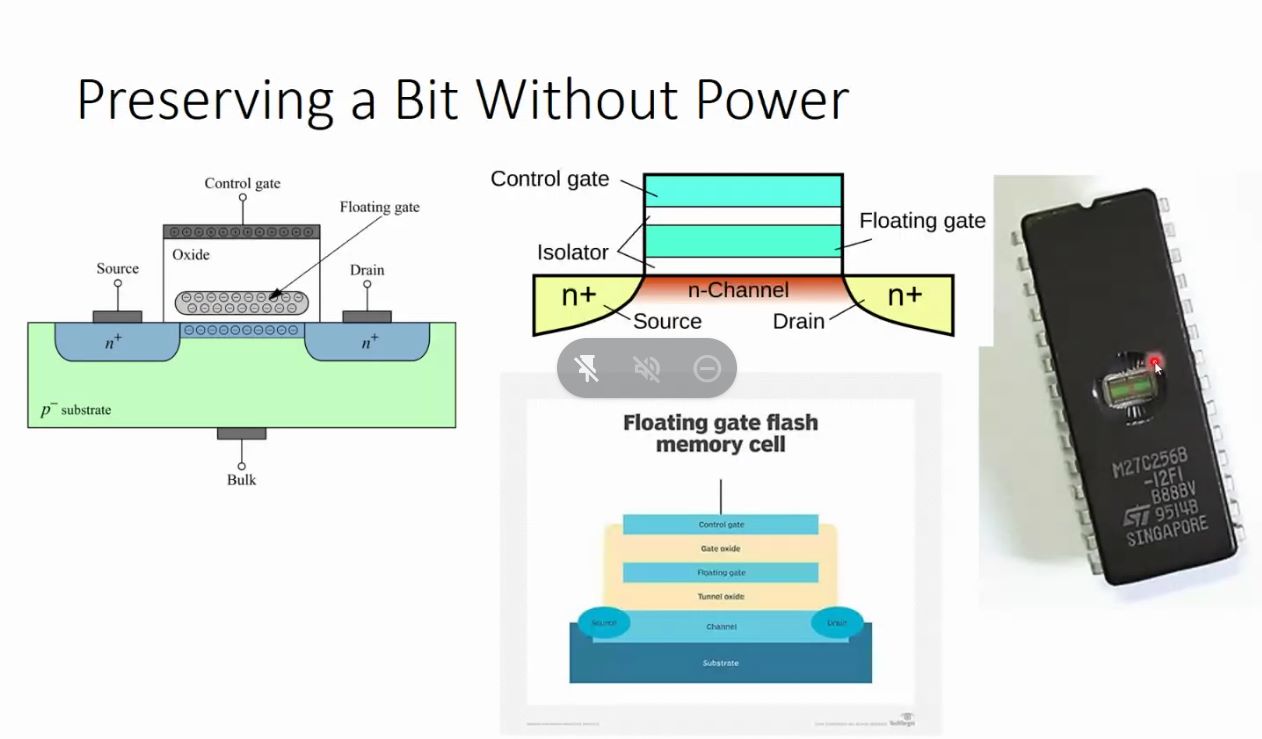 Preserving a Bit Without Power
Control gate
Floating gate
Oxide
Source
Drain
n+
n+
p− substrate
Bulk
Control gate
Floating gate
Isolator
n-Channel
n+
n+
Source
Drain
Floating gate flash
memory cell
Control gate
Gate oxide
Floating gate
Tunnel oxide
Source
Channel
Drain
Substrate
TechTarget
M27C256B
-12F1
B88BV
ST 9514B
SINGAPORE